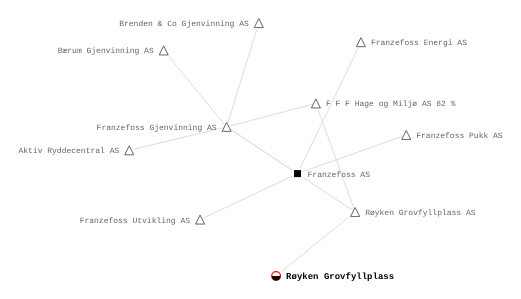 Brenden & Co Gjenvinning AS
Franzefoss Energi AS
Bærum Gjenvinning AS
F F F Hage og Miljø AS 62 %
Franzefoss Gjenvinning AS
Franzefoss Pukk AS
Aktiv Ryddecentral AS
Franzefoss AS
Røyken Grovfyllplass AS
Franzefoss Utvikling AS
Røyken Grovfyllplass